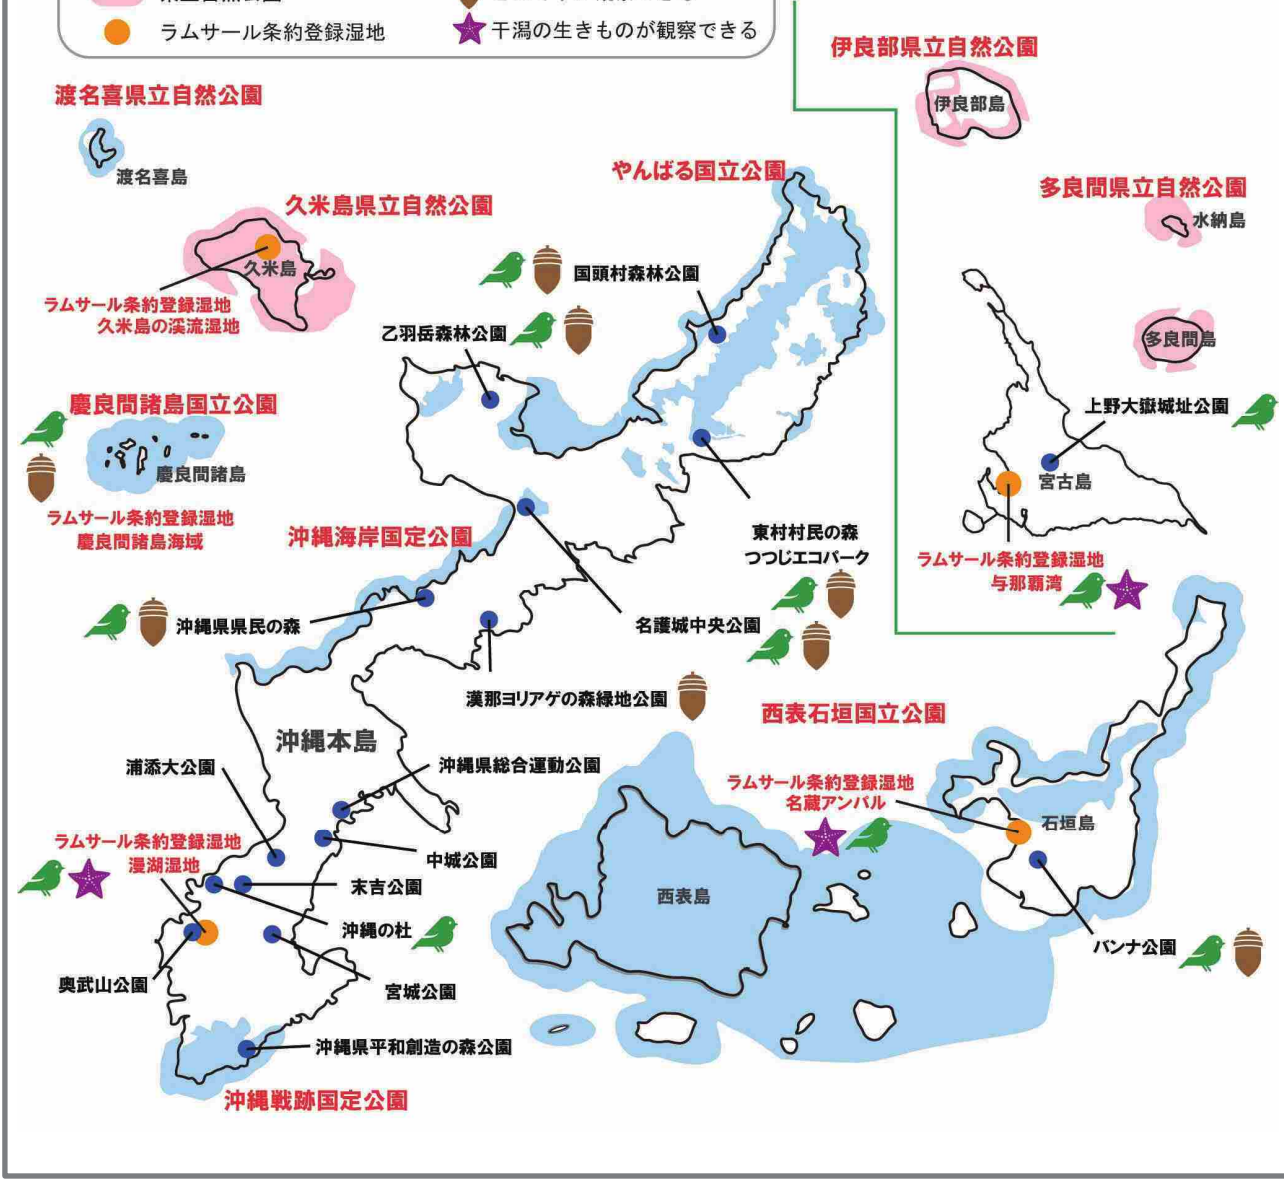 ラムサール条約登録湿地
干潟の生きものが観察できる
伊良部県立自然公園
伊良部島
渡名喜県立自然公園
渡名喜島
やんばる国立公園
多良間県立自然公園
水納島
久米島県立自然公園
久米島
ラムサール条約登録湿地
久米島の渓流湿地
国頭村森林公園
乙羽岳森林公園
多良間島
慶良間諸島国立公園
慶良間諸島
ラムサール条約登録湿地
慶良間諸島海域
上野大嶽城址公園
宮古島
沖縄海岸国定公園
東村村民の森
つつじエコパーク
ラムサール条約登録湿地
与那覇湾
沖縄県県民の森
名護城中央公園
漢那ヨリアゲの森緑地公園
西表石垣国立公園
沖縄本島
浦添大公園
沖縄県総合運動公園
ラムサール条約登録湿地
名蔵アンパル
石垣島
ラムサール条約登録湿地
漫湖湿地
中城公園
末吉公園
西表島
沖縄の杜
バンナ公園
奥武山公園
宮城公園
沖縄県平和創造の森公園
沖縄戦跡国定公園